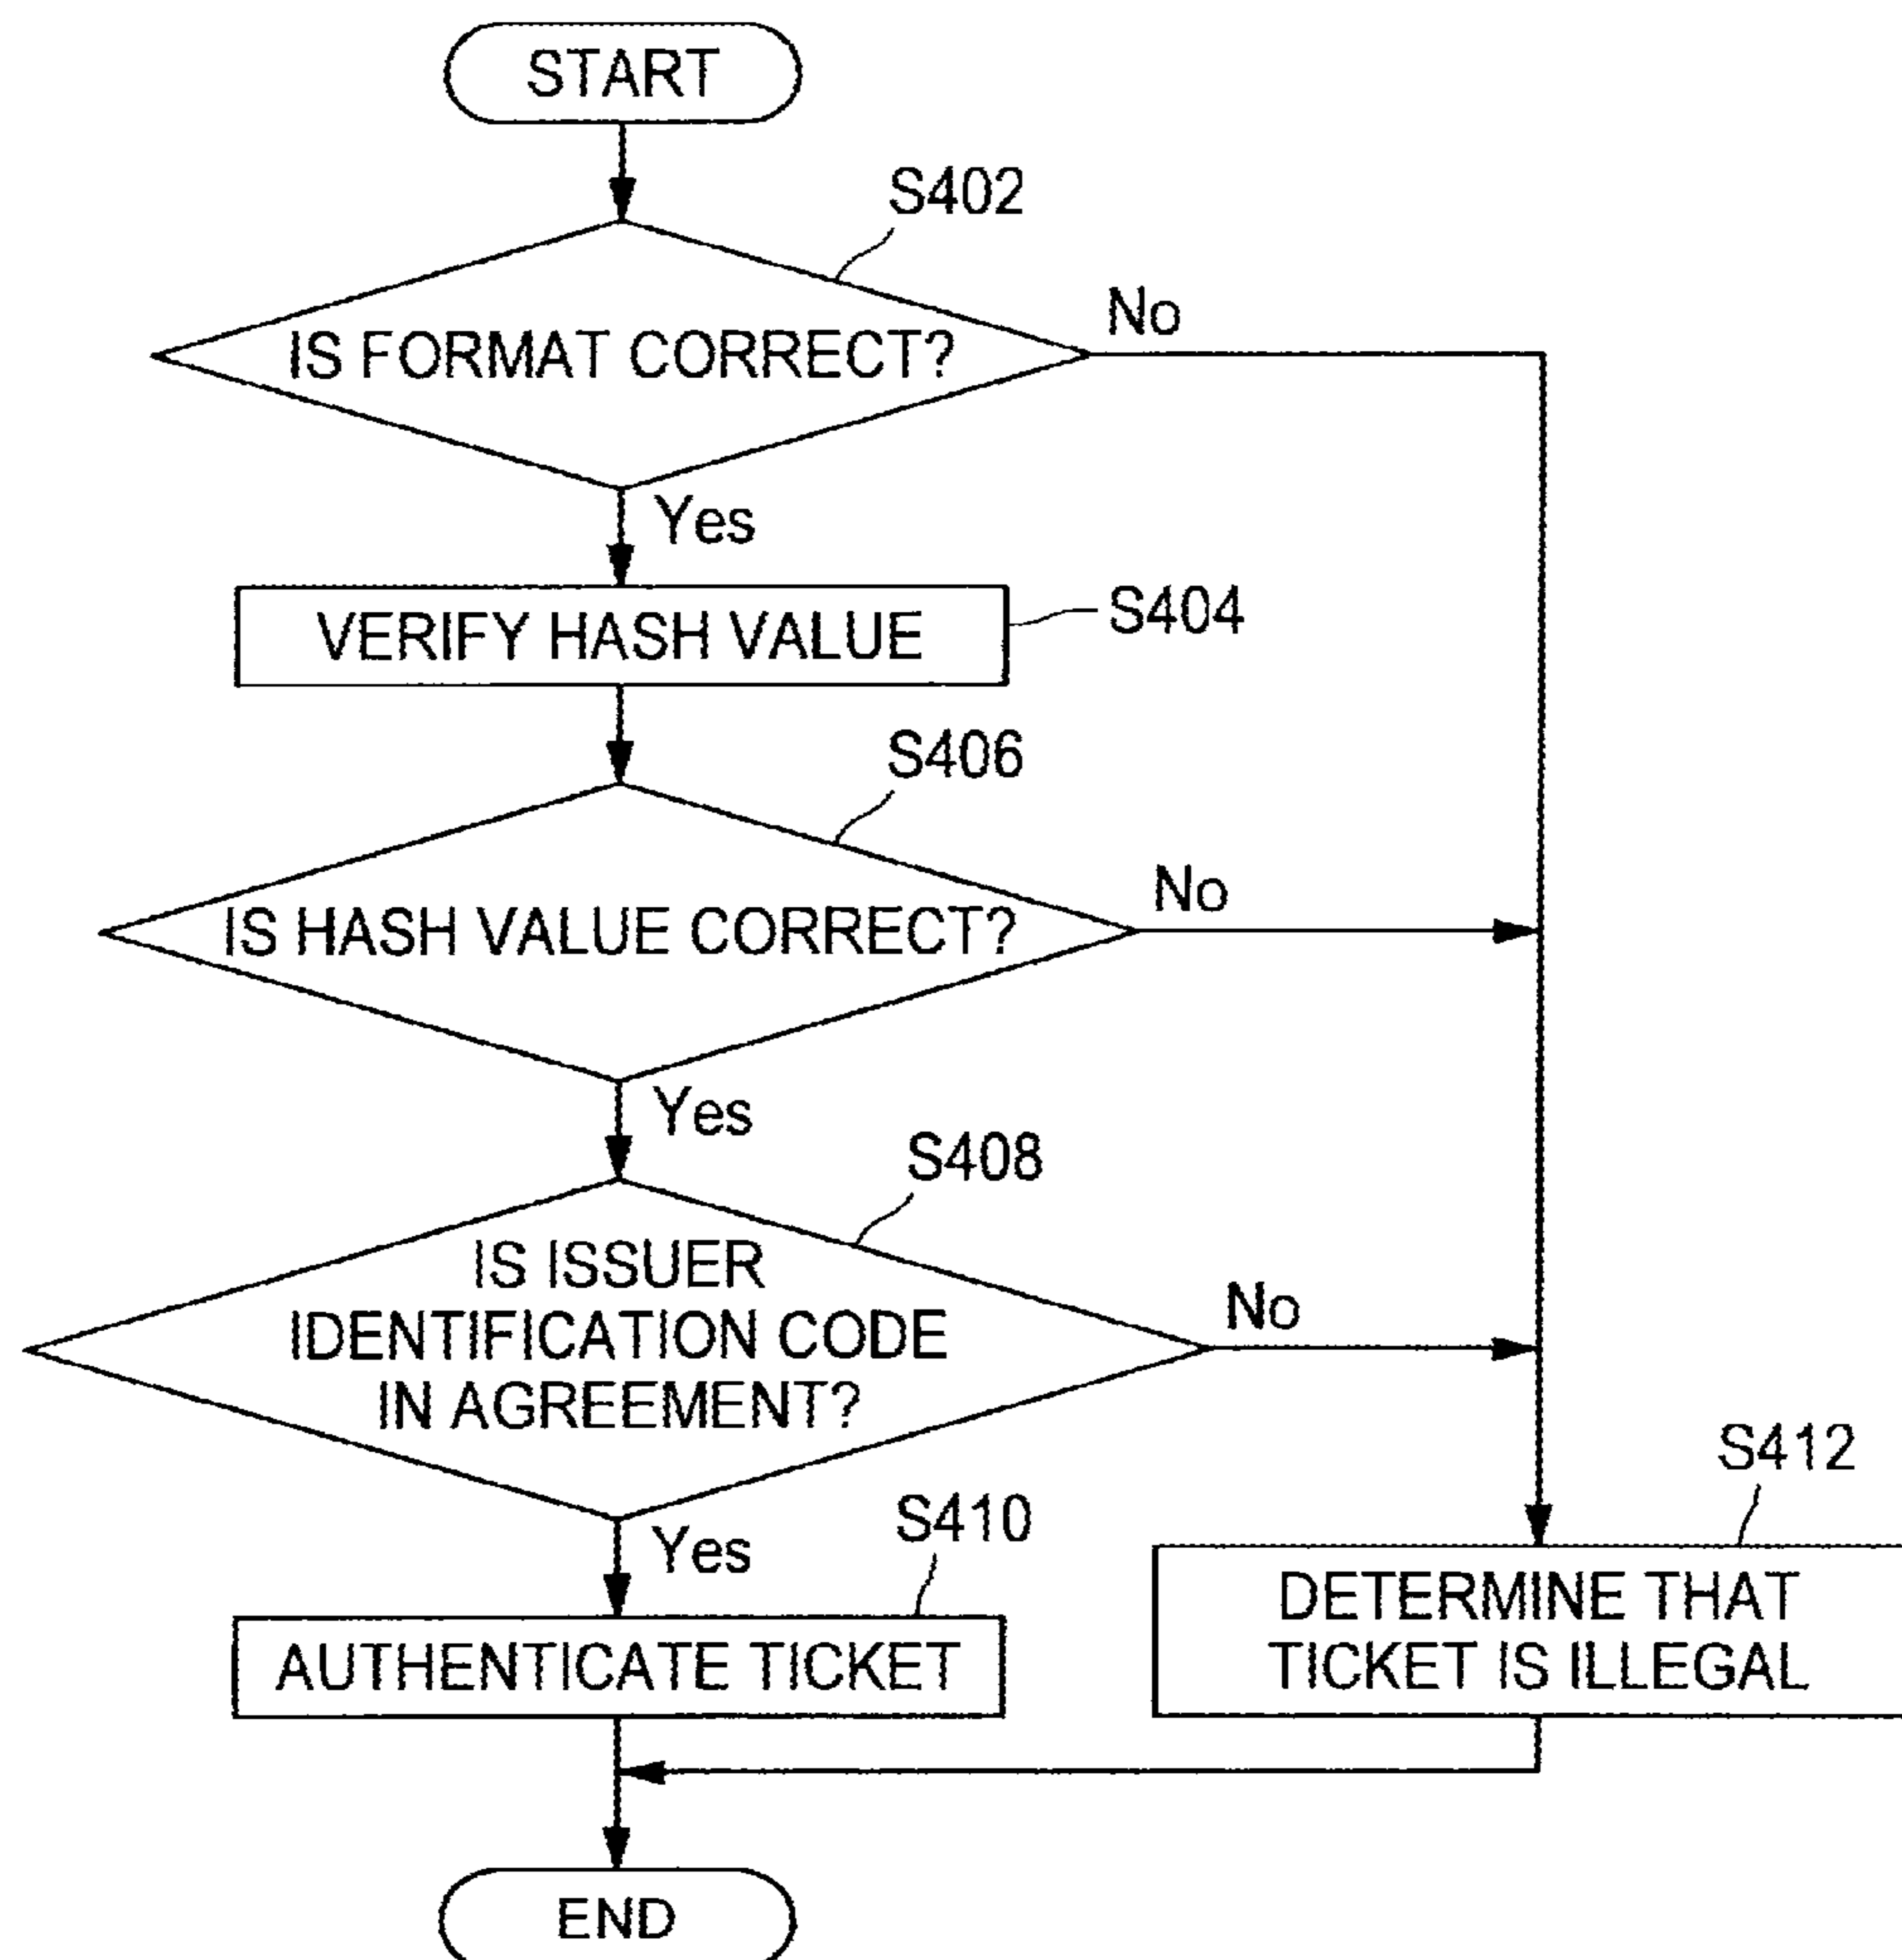 START
S402
IS FORMAT CORRECT?
No
Yes
VERIFY HASH VALUE
S404
S406
IS HASH VALUE CORRECT?
No
Yes
S408
IS ISSUER
IDENTIFICATION CODE
IN AGREEMENT?
No
Yes
S410
AUTHENTICATE TICKET
S412
DETERMINE THAT
TICKET IS ILLEGAL
END